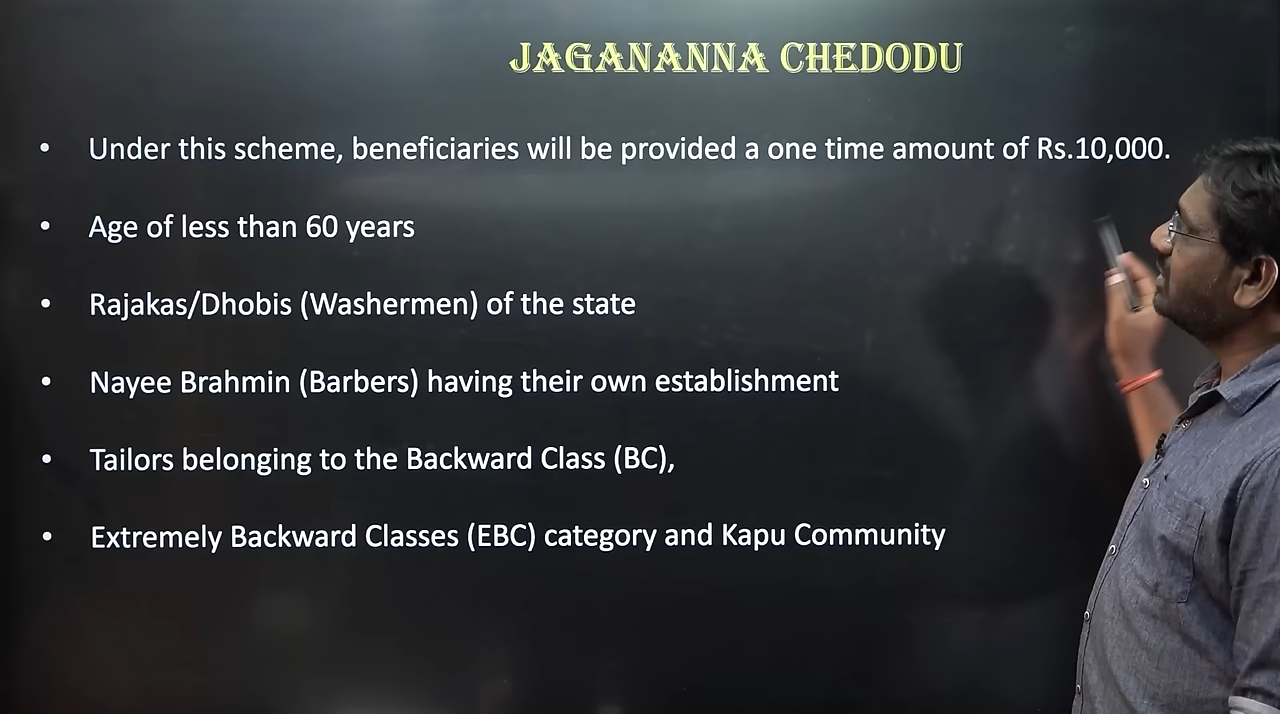 JAGANANNA CHEDODU
• Under this scheme, beneficiaries will be provided a one time amount of Rs.10,000.
• Age of less than 60 years
• Rajakas/Dhobis (Washermen) of the state
• Nayee Brahmin (Barbers) having their own establishment
• Tailors belonging to the Backward Class (BC),
• Extremely Backward Classes (EBC) category and Kapu Community